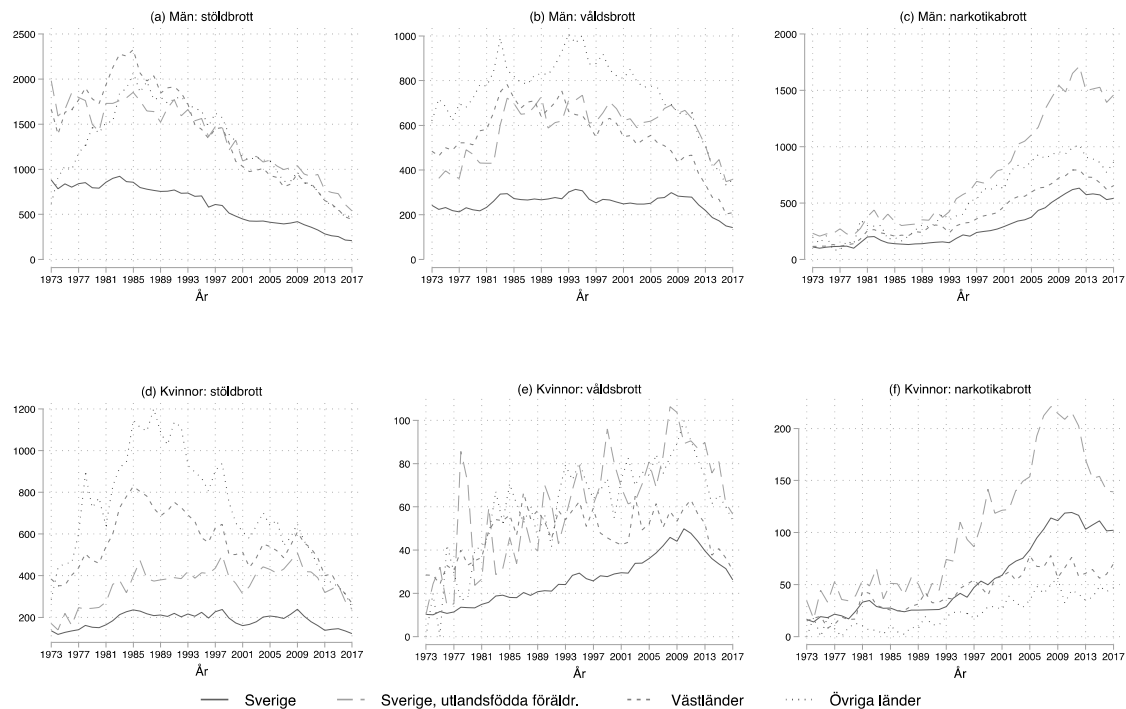 (a) Män: stöldbrott
2500
2000
1500
1000
500
0
1973 1977 1981 1985 1989 1993 1997 2001 2005 2009 2013 2017
År
(b) Män: våldsbrott
1000
800
600
400
200
0
1973 1977 1981 1985 1989 1993 1997 2001 2005 2009 2013 2017
År
(c) Män: narkotikabrott
2000
1500
1000
500
0
1973 1977 1981 1985 1989 1993 1997 2001 2005 2009 2013 2017
År
(d) Kvinnor: stöldbrott
1200
1000
800
600
400
200
1973 1977 1981 1985 1989 1993 1997 2001 2005 2009 2013 2017
År
(e) Kvinnor: våldsbrott
100
80
60
40
20
0
1973 1977 1981 1985 1989 1993 1997 2001 2005 2009 2013 2017
År
(f) Kvinnor: narkotikabrott
200
150
100
50
0
1973 1977 1981 1985 1989 1993 1997 2001 2005 2009 2013 2017
År
Sverige Sverige, utlandsfödda föräldr. Västländer Övriga länder